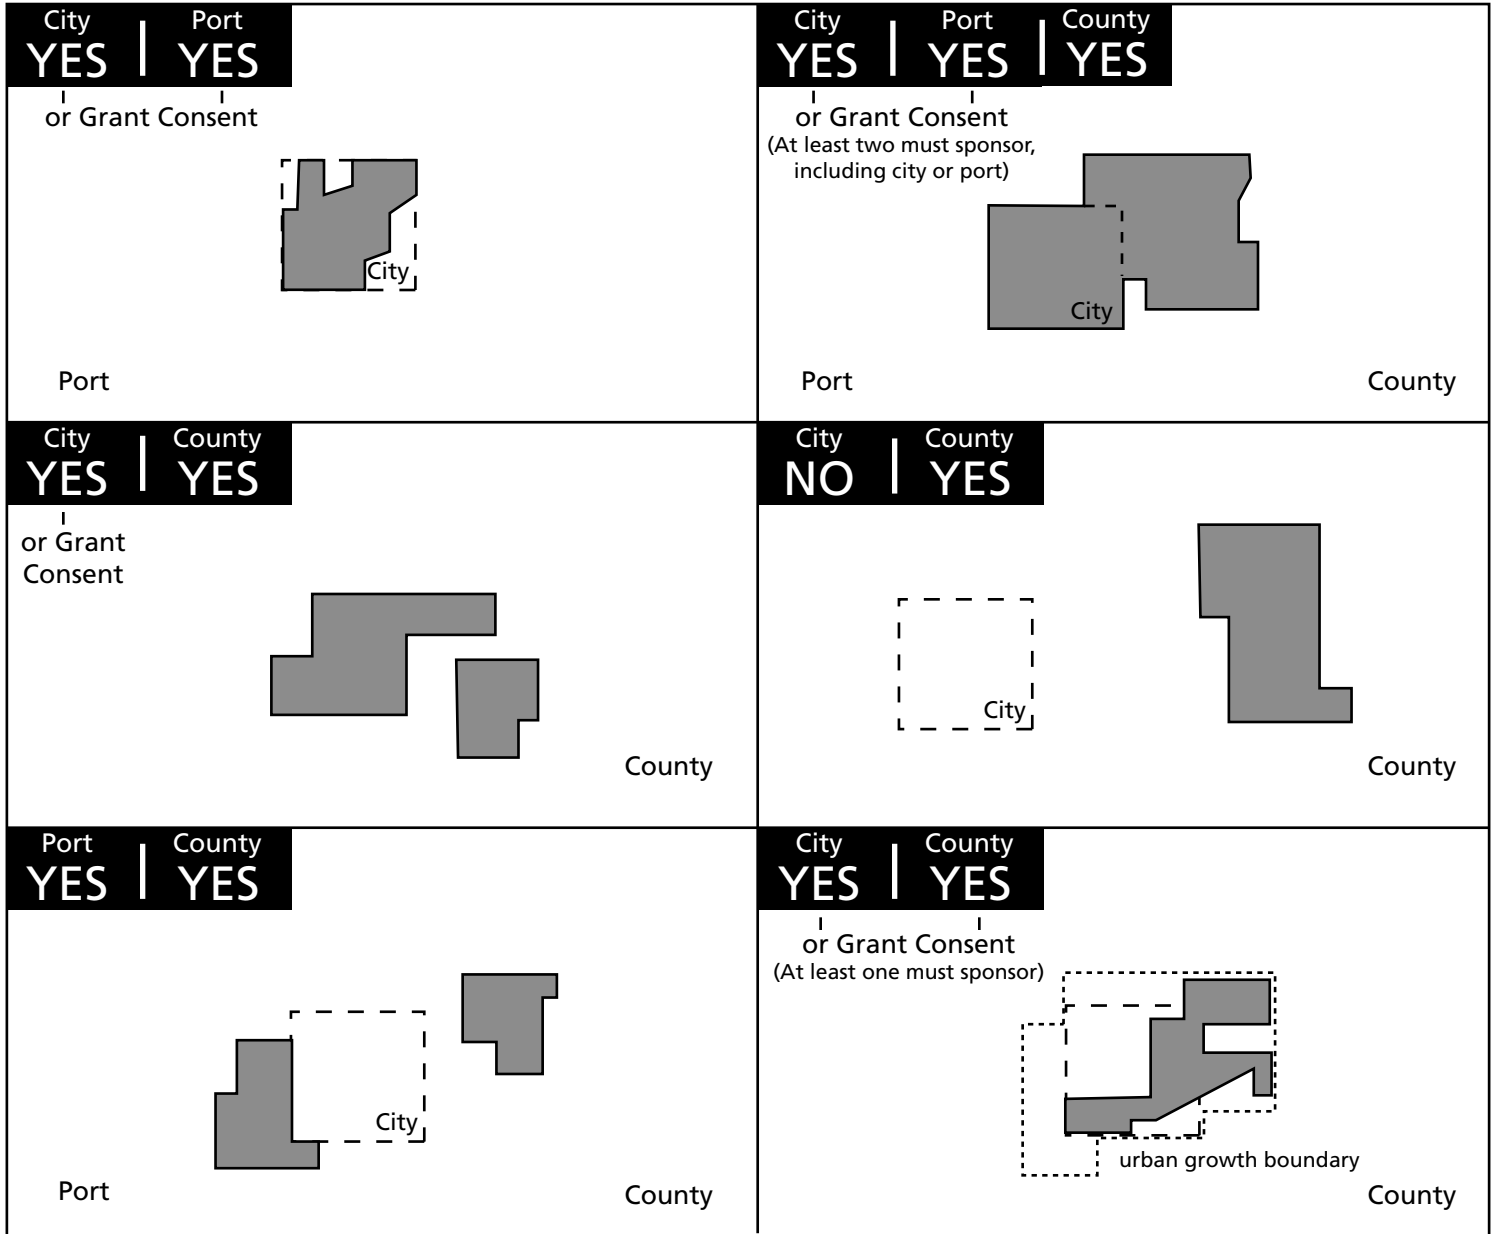 City Port
YES YES
or Grant Consent
City
Port
City Port County
YES YES YES
or Grant Consent
(At least two must sponsor,
including city or port)
City
Port County
City County
YES YES
or Grant
Consent
County
City County
NO YES
City
County
Port County
YES YES
City
Port County
City County
YES YES
or Grant Consent
(At least one must sponsor)
urban growth boundary
County